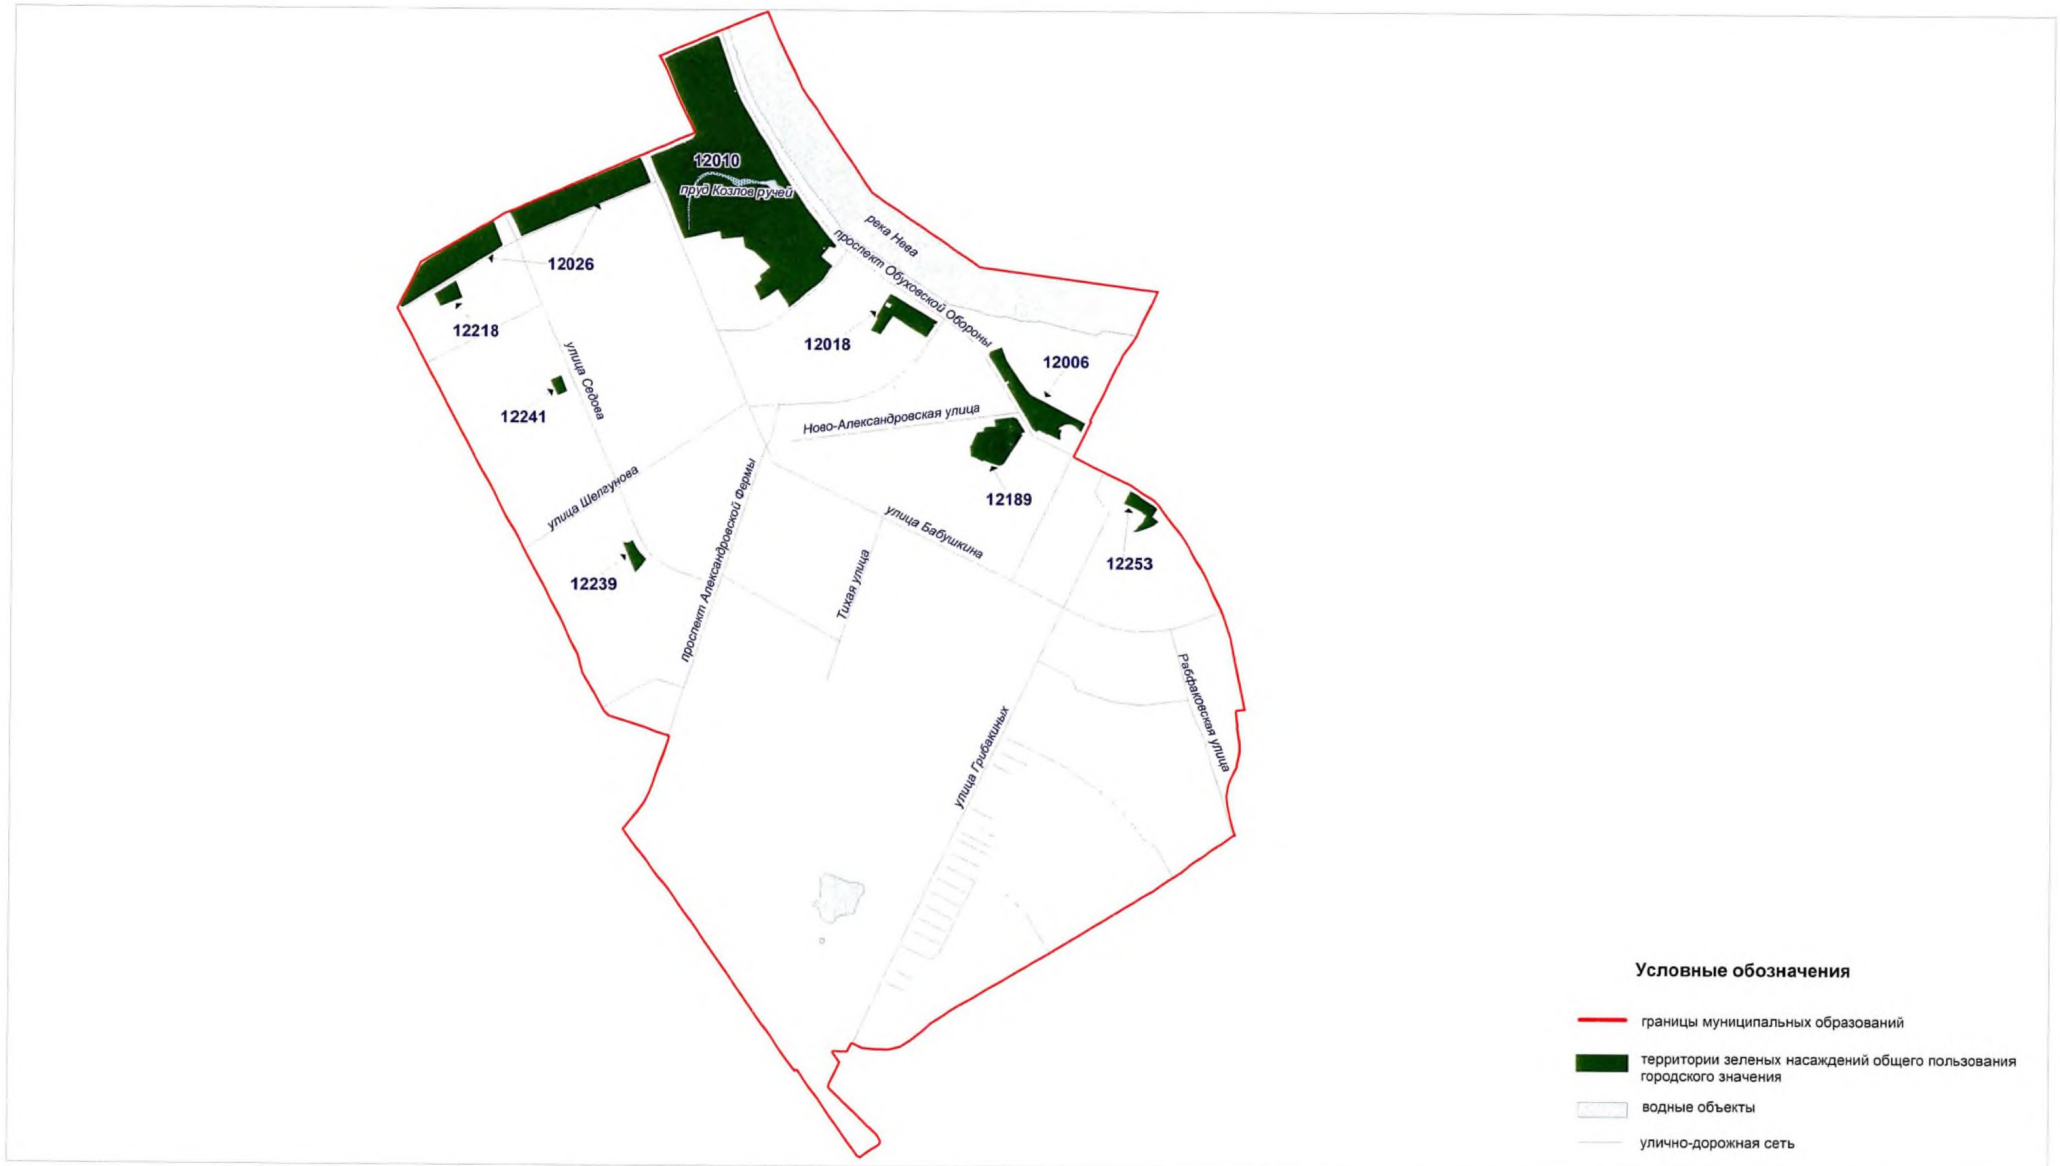 12010
пруд Козлов ручей
река Нева
проспект Обуховской Обороны
12026
12218
12018
12006
улица Седова
12241
Ново-Александровская улица
улица Шелгунова
проспект Александровской Фермы
12189
улица Бабушкина
12253
12239
Тихая улица
Рабфаковская улица
улица Грибакиных
Условные обозначения
границы муниципальных образований
территории зеленых насаждений общего пользования
городского значения
водные объекты
улично-дорожная сеть